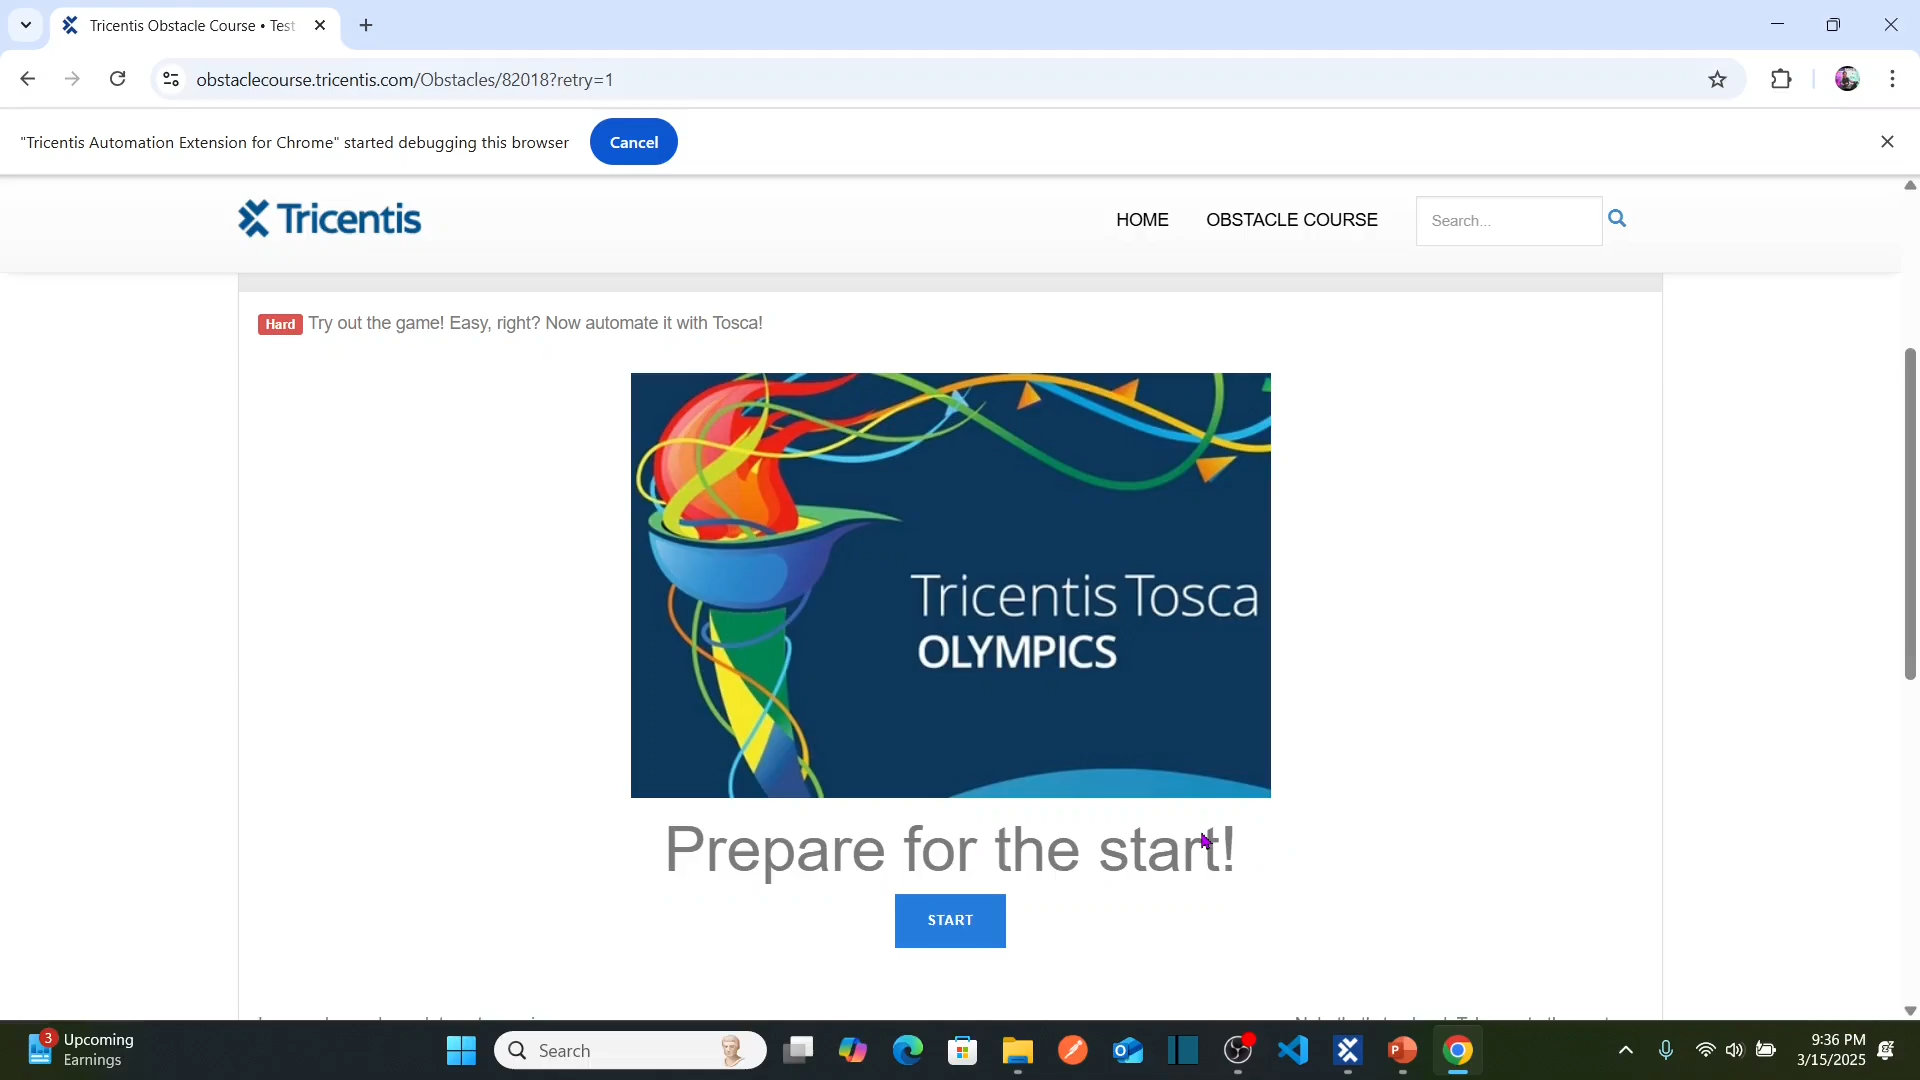 Tricentis Obstacle Course • Test
obstaclecourse.tricentis.com/Obstacles/82018?retry=1
"Tricentis Automation Extension for Chrome" started debugging this browser
Cancel
Tricentis
HOME
OBSTACLE COURSE
Search...
Hard Try out the game! Easy, right? Now automate it with Tosca!
Tricentis Tosca
OLYMPICS
Prepare for the start!
START
3
Upcoming
Earnings
Search
9:36 PM
3/15/2025